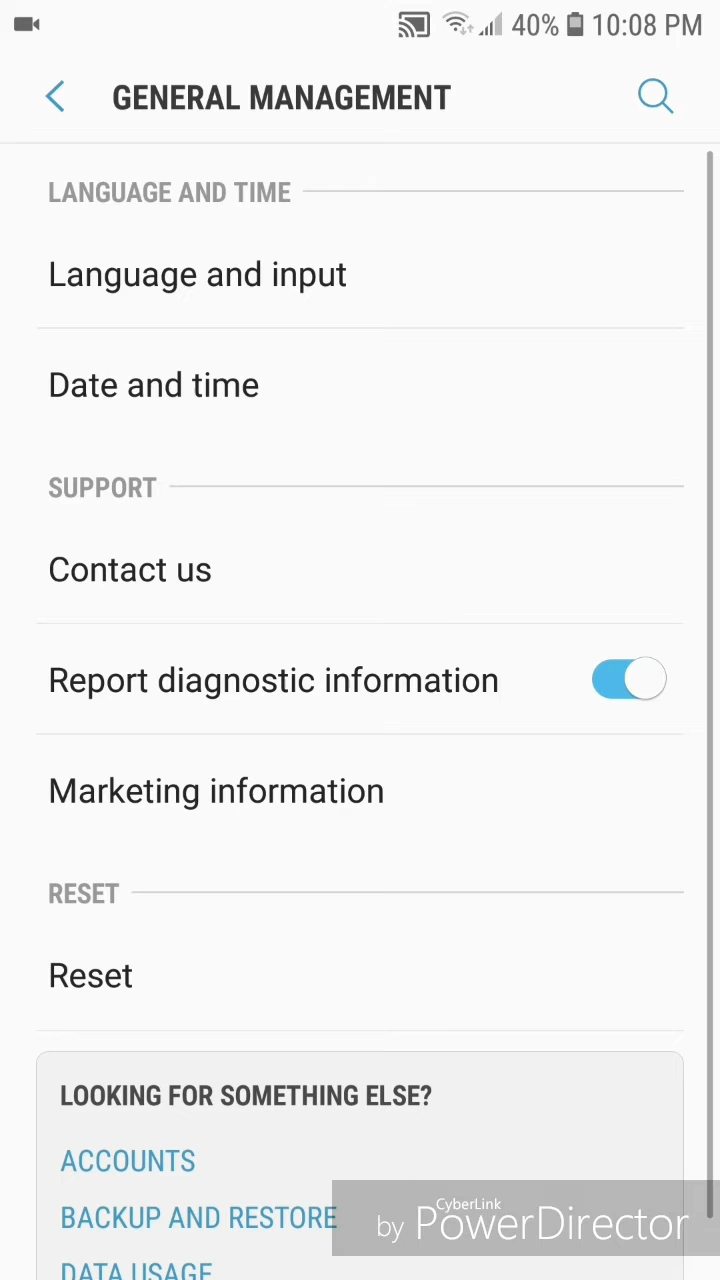 40% 10:08 PM
GENERAL MANAGEMENT
LANGUAGE AND TIME
Language and input
Date and time
SUPPORT
Contact us
Report diagnostic information
Marketing information
RESET
Reset
LOOKING FOR SOMETHING ELSE?
ACCOUNTS
BACKUP AND RESTORE
CyberLink
by PowerDirector
DATA USAGE